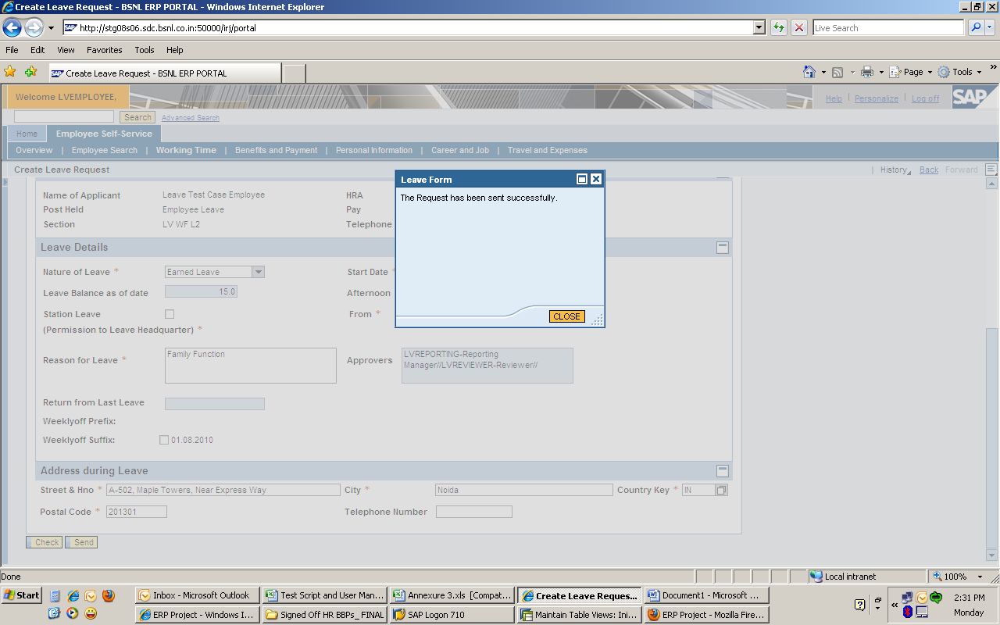 Create Leave Request - BSNL ERP PORTAL - Windows Internet Explorer
http://stg08s06.sdc.bsnl.co.in:50000/irj/portal
Live Search
File Edit View Favorites Tools Help
Create Leave Request - BSNL ERP PORTAL
Page Tools
Welcome LVEMPLOYEE,
Help Personalize Log off SAP
Search Advanced Search
Home Employee Self-Service
Overview | Employee Search | Working Time | Benefits and Payment | Personal Information | Career and Job | Travel and Expenses
Create Leave Request
History Back Forward
Leave Form
The Request has been sent successfully.
CLOSE
Name of Applicant Leave Test Case Employee HRA
Post Held Employee Leave Pay
Section LV WF L2 Telephone
Leave Details
Nature of Leave * Earned Leave Start Date *
Leave Balance as of date 15.0 Afternoon
Station Leave From *
(Permission to Leave Headquarter) *
Reason for Leave * Family Function Approvers LVREPORTING-Reporting
Manager//LVREVIEWER-Reviewer//
Return from Last Leave
Weeklyoff Prefix:
Weeklyoff Suffix: 01.08.2010
Address during Leave
Street & Hno * A-502, Maple Towers, Near Express Way City * Noida Country Key * IN
Postal Code * 201301 Telephone Number
Check Send
Done Local intranet 100%
Start Inbox - Microsoft Outlook Test Script and User Man... Annexure 3.xls [Compat... Create Leave Reques... Document1 - Microsoft ... 2:31 PM
ERP Project - Windows I... Signed Off HR BBPs_FINAL SAP Logon 710 Maintain Table Views: Ini... ERP Project - Mozilla Fire... Monday